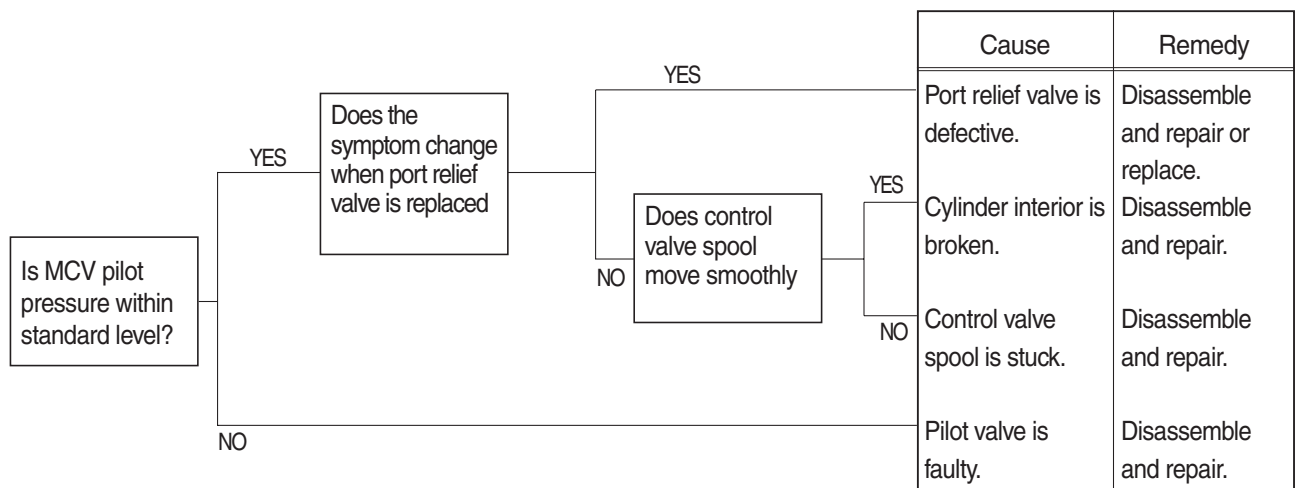 Is MCV pilot
pressure within
standard level?
YES
NO
Does the
symptom change
when port relief
valve is replaced
YES
NO
Does control
valve spool
move smoothly
YES
NO
Cause
Remedy
Port relief valve is
defective.
Disassemble
and repair or
replace.
Cylinder interior is
broken.
Disassemble
and repair.
Control valve
spool is stuck.
Disassemble
and repair.
Pilot valve is
faulty.
Disassemble
and repair.